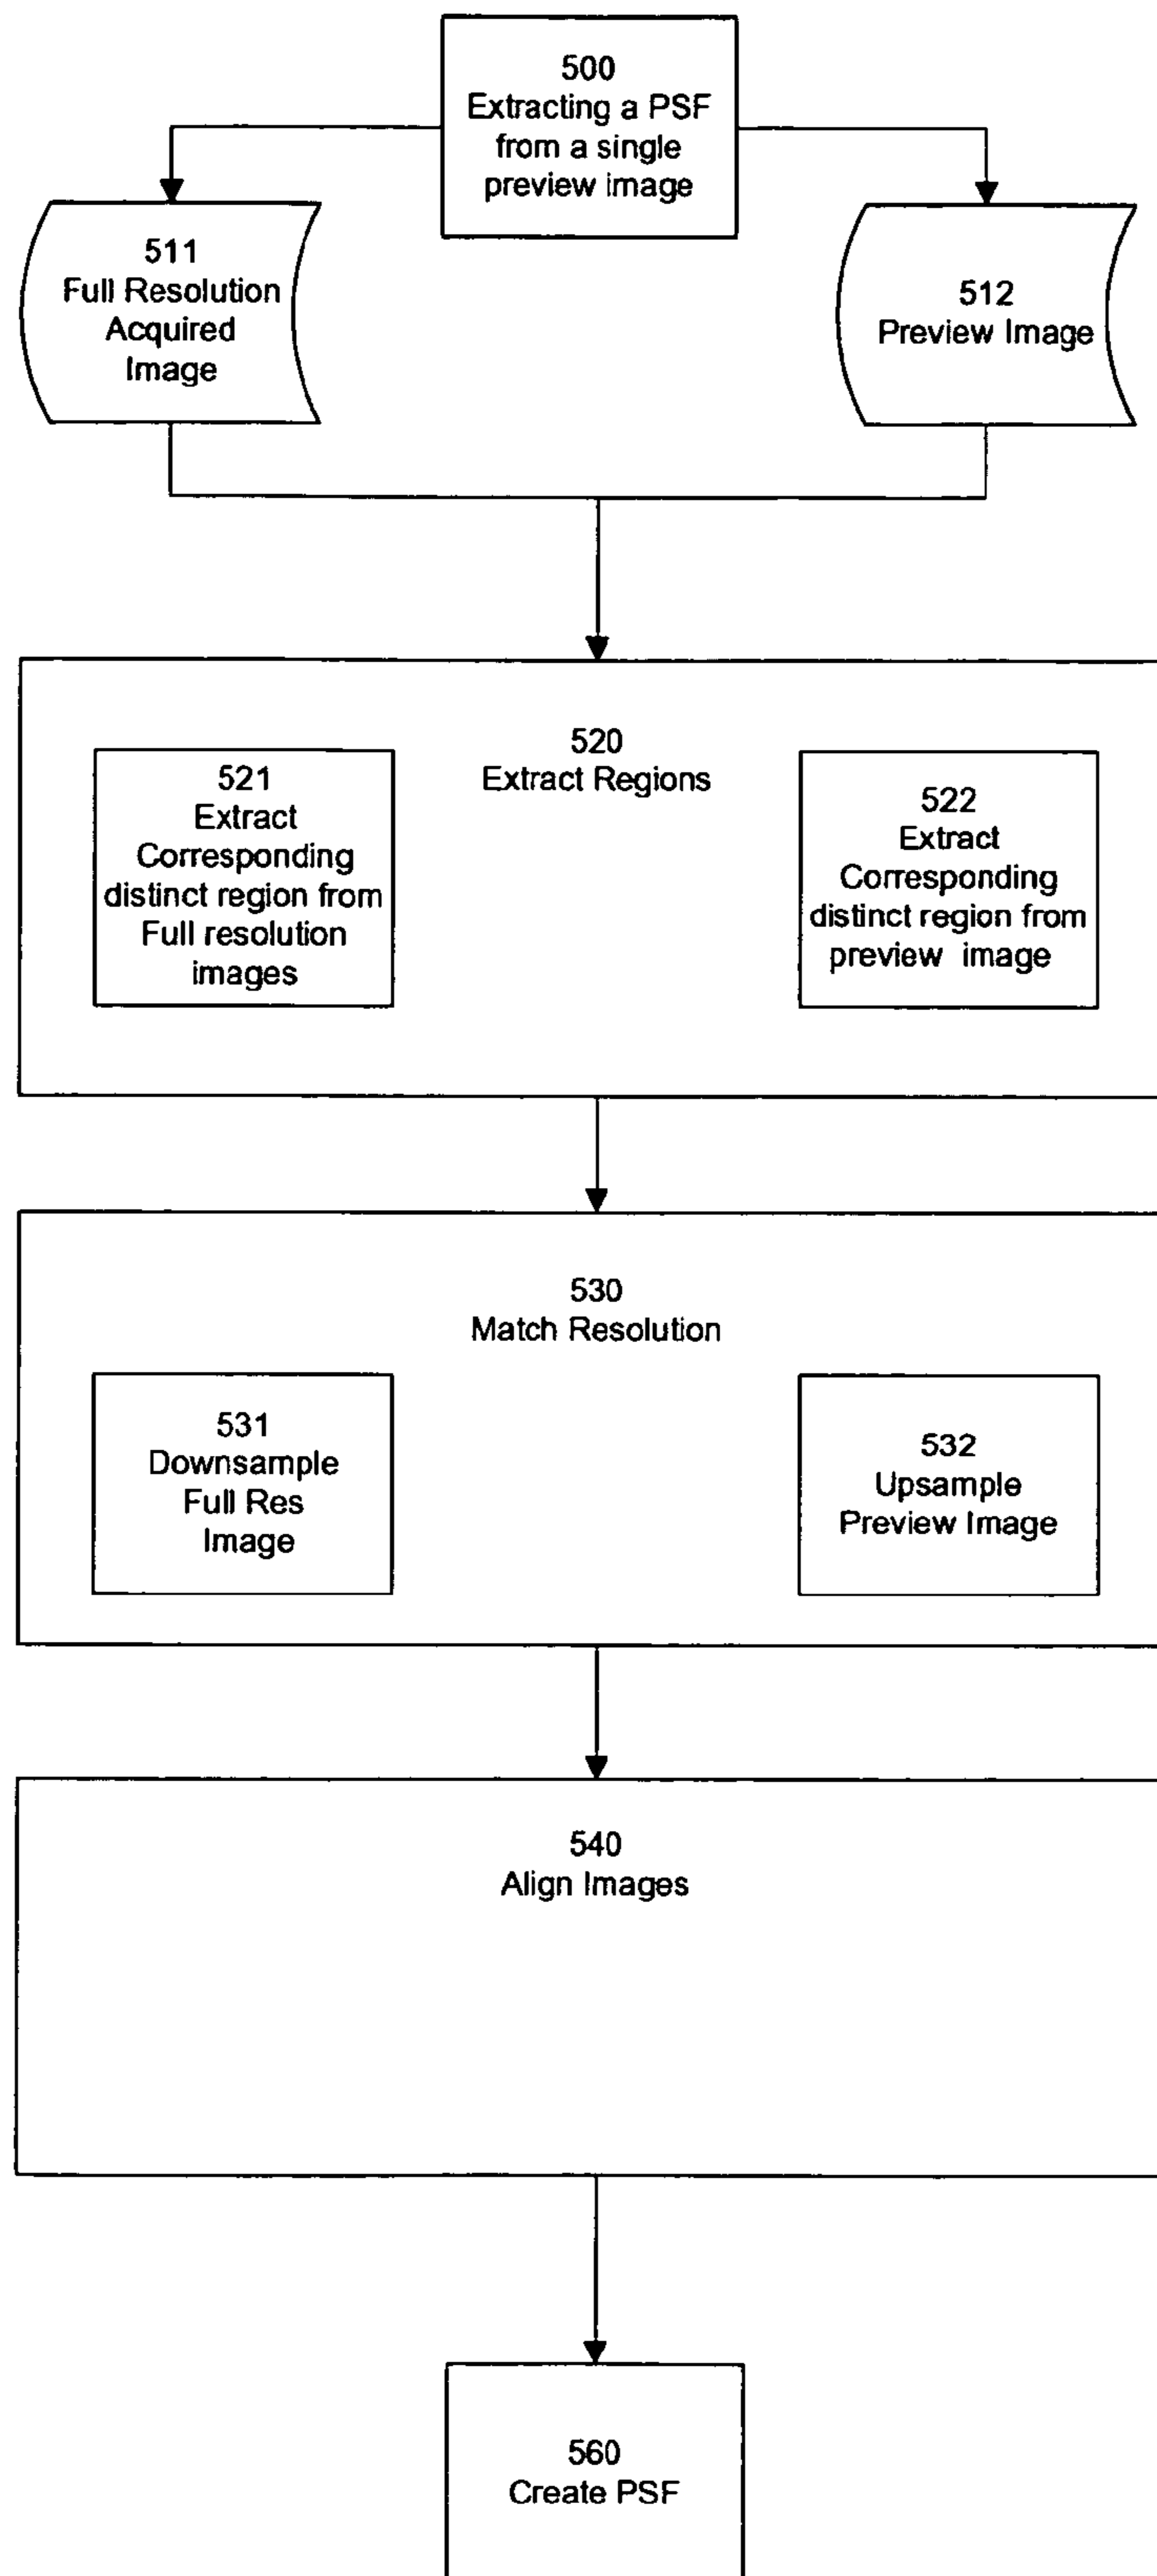 500
Extracting a PSF
from a single
preview image
511
Full Resolution
Acquired
Image
512
Preview Image
520
Extract Regions
521
Extract
Corresponding
distinct region from
Full resolution
images
522
Extract
Corresponding
distinct region from
preview image
530
Match Resolution
531
Downsample
Full Res
Image
532
Upsample
Preview Image
540
Align Images
560
Create PSF